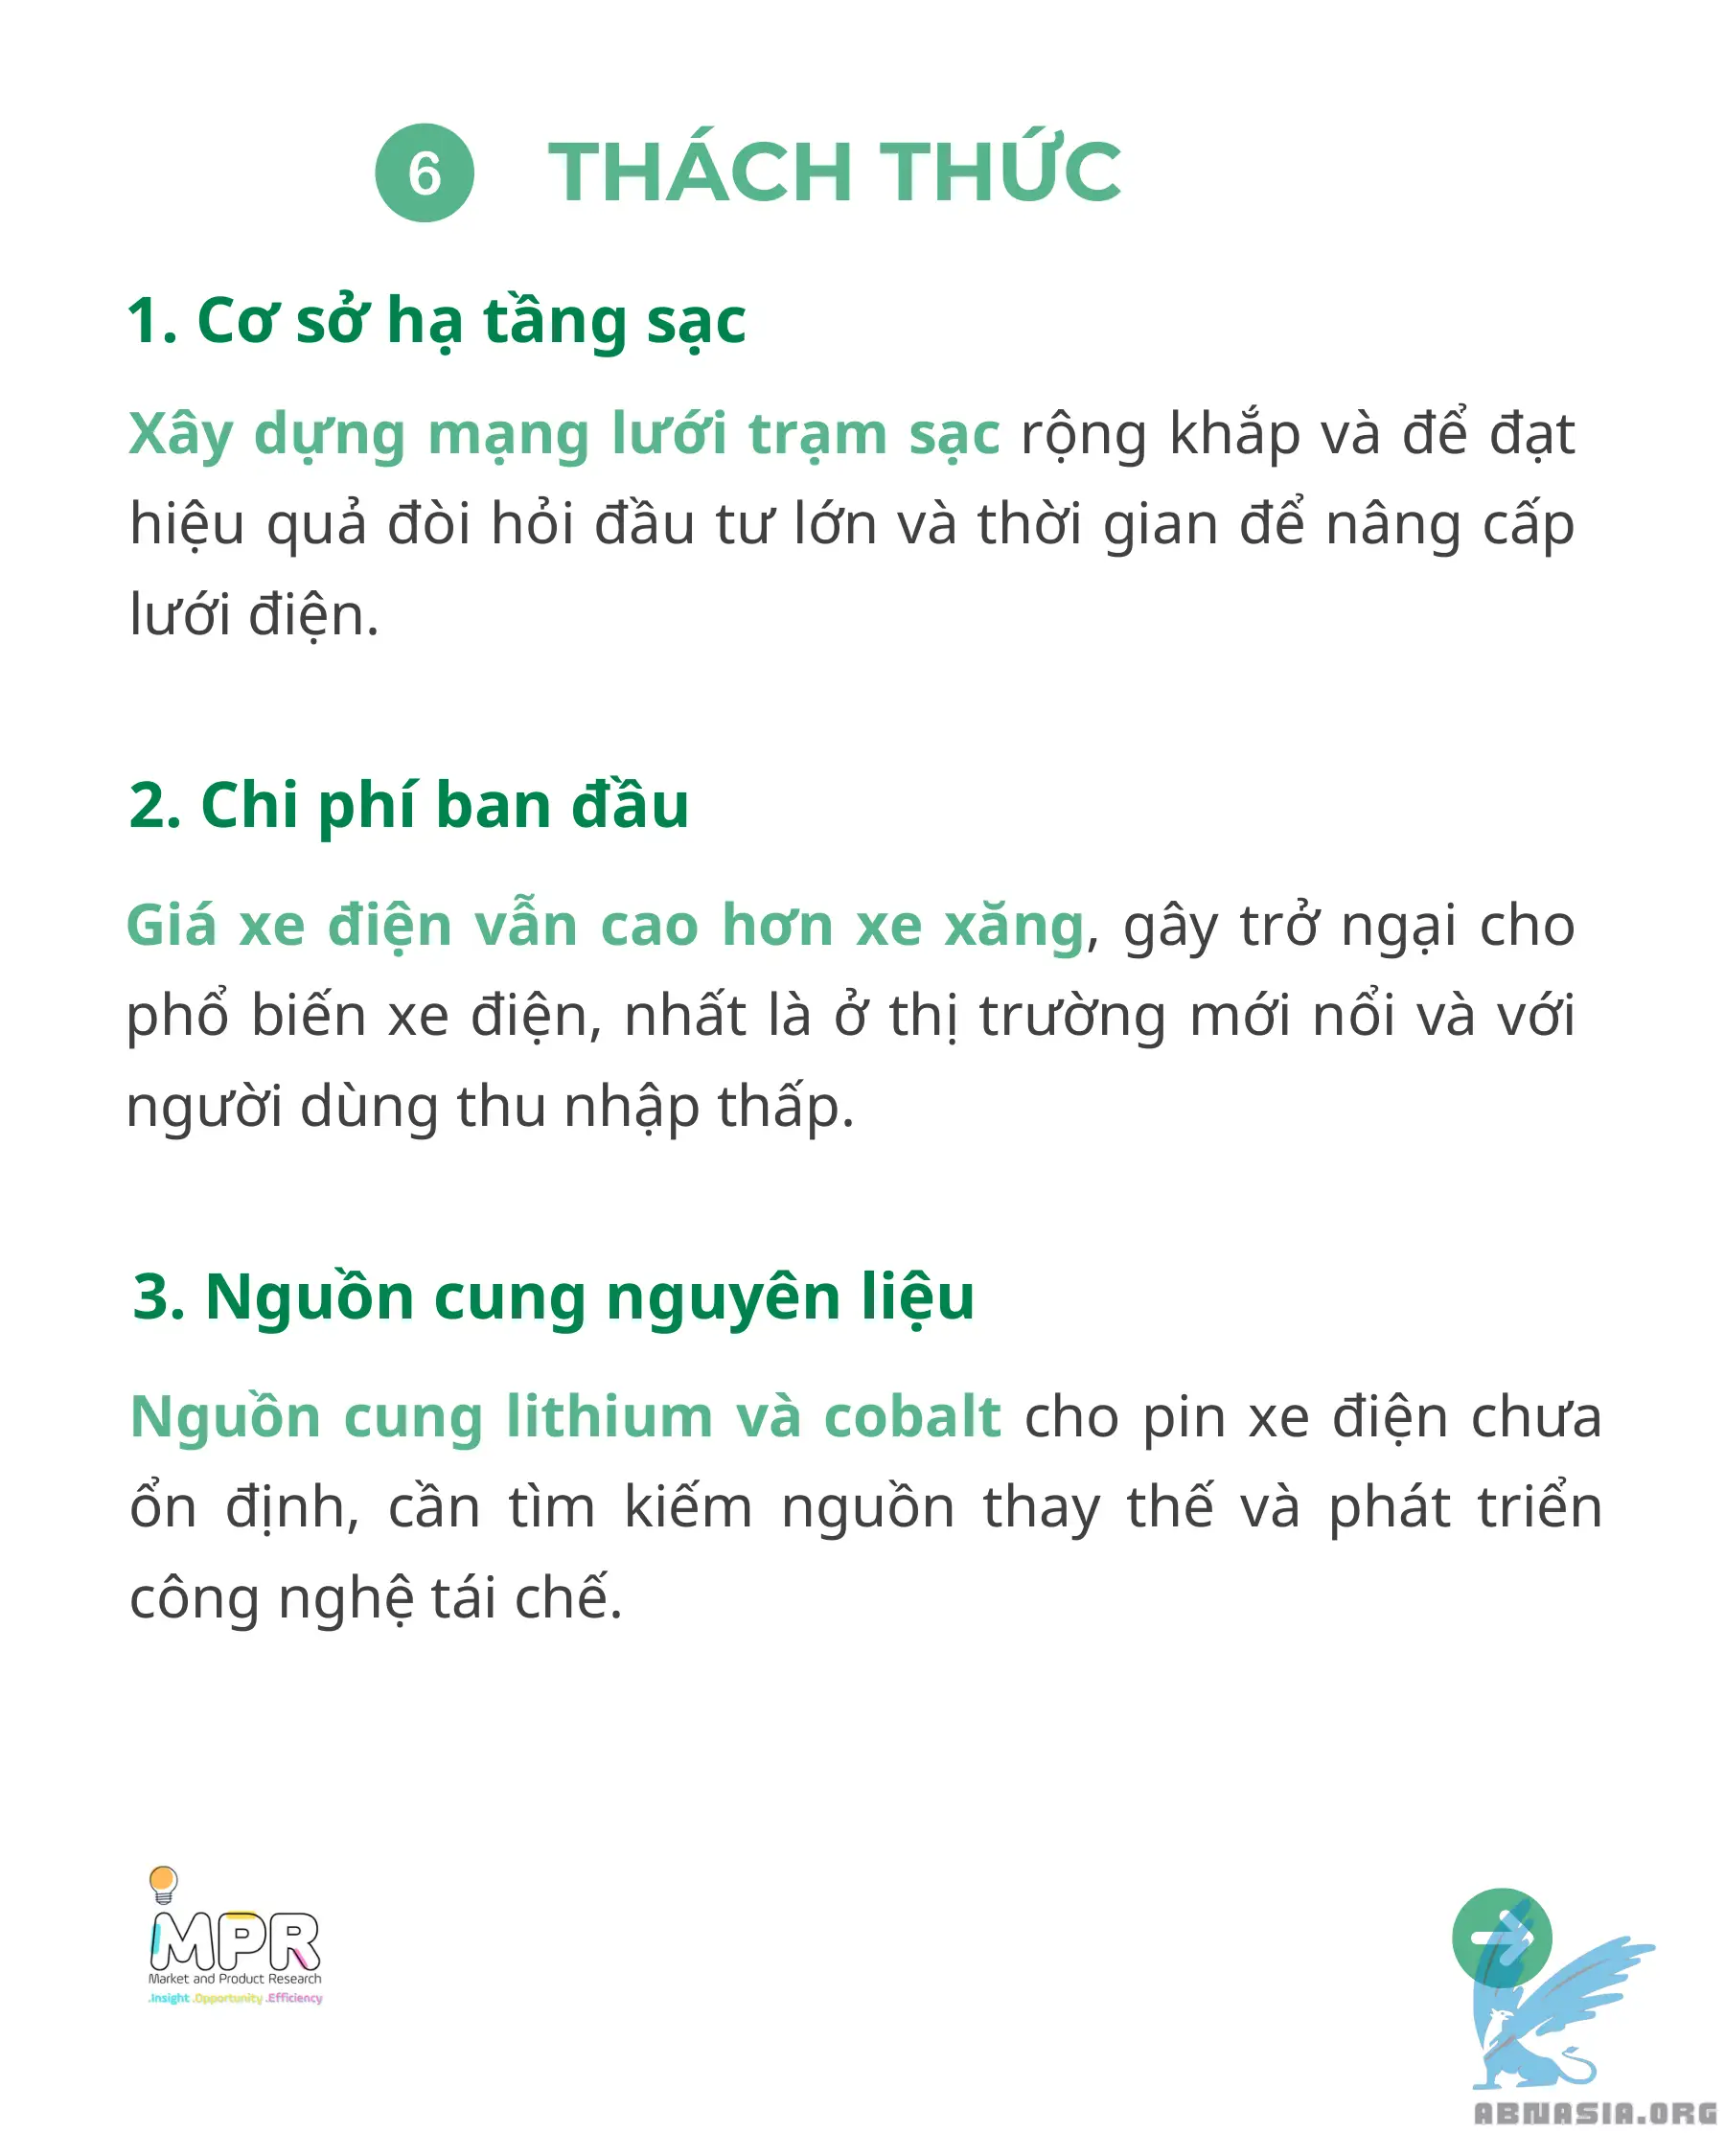 6 THÁCH THỨC
1. Cơ sở hạ tầng sạc
Xây dựng mạng lưới trạm sạc rộng khắp và để đạt
hiệu quả đòi hỏi đầu tư lớn và thời gian để nâng cấp
lưới điện.
2. Chi phí ban đầu
Giá xe điện vẫn cao hơn xe xăng, gây trở ngại cho
phổ biến xe điện, nhất là ở thị trường mới nổi và với
người dùng thu nhập thấp.
3. Nguồn cung nguyên liệu
Nguồn cung lithium và cobalt cho pin xe điện chưa
ổn định, cần tìm kiếm nguồn thay thế và phát triển
công nghệ tái chế.
iMPR
Market and Product Research
.Insight .Opportunity .Efficiency
ABNASIA.ORG